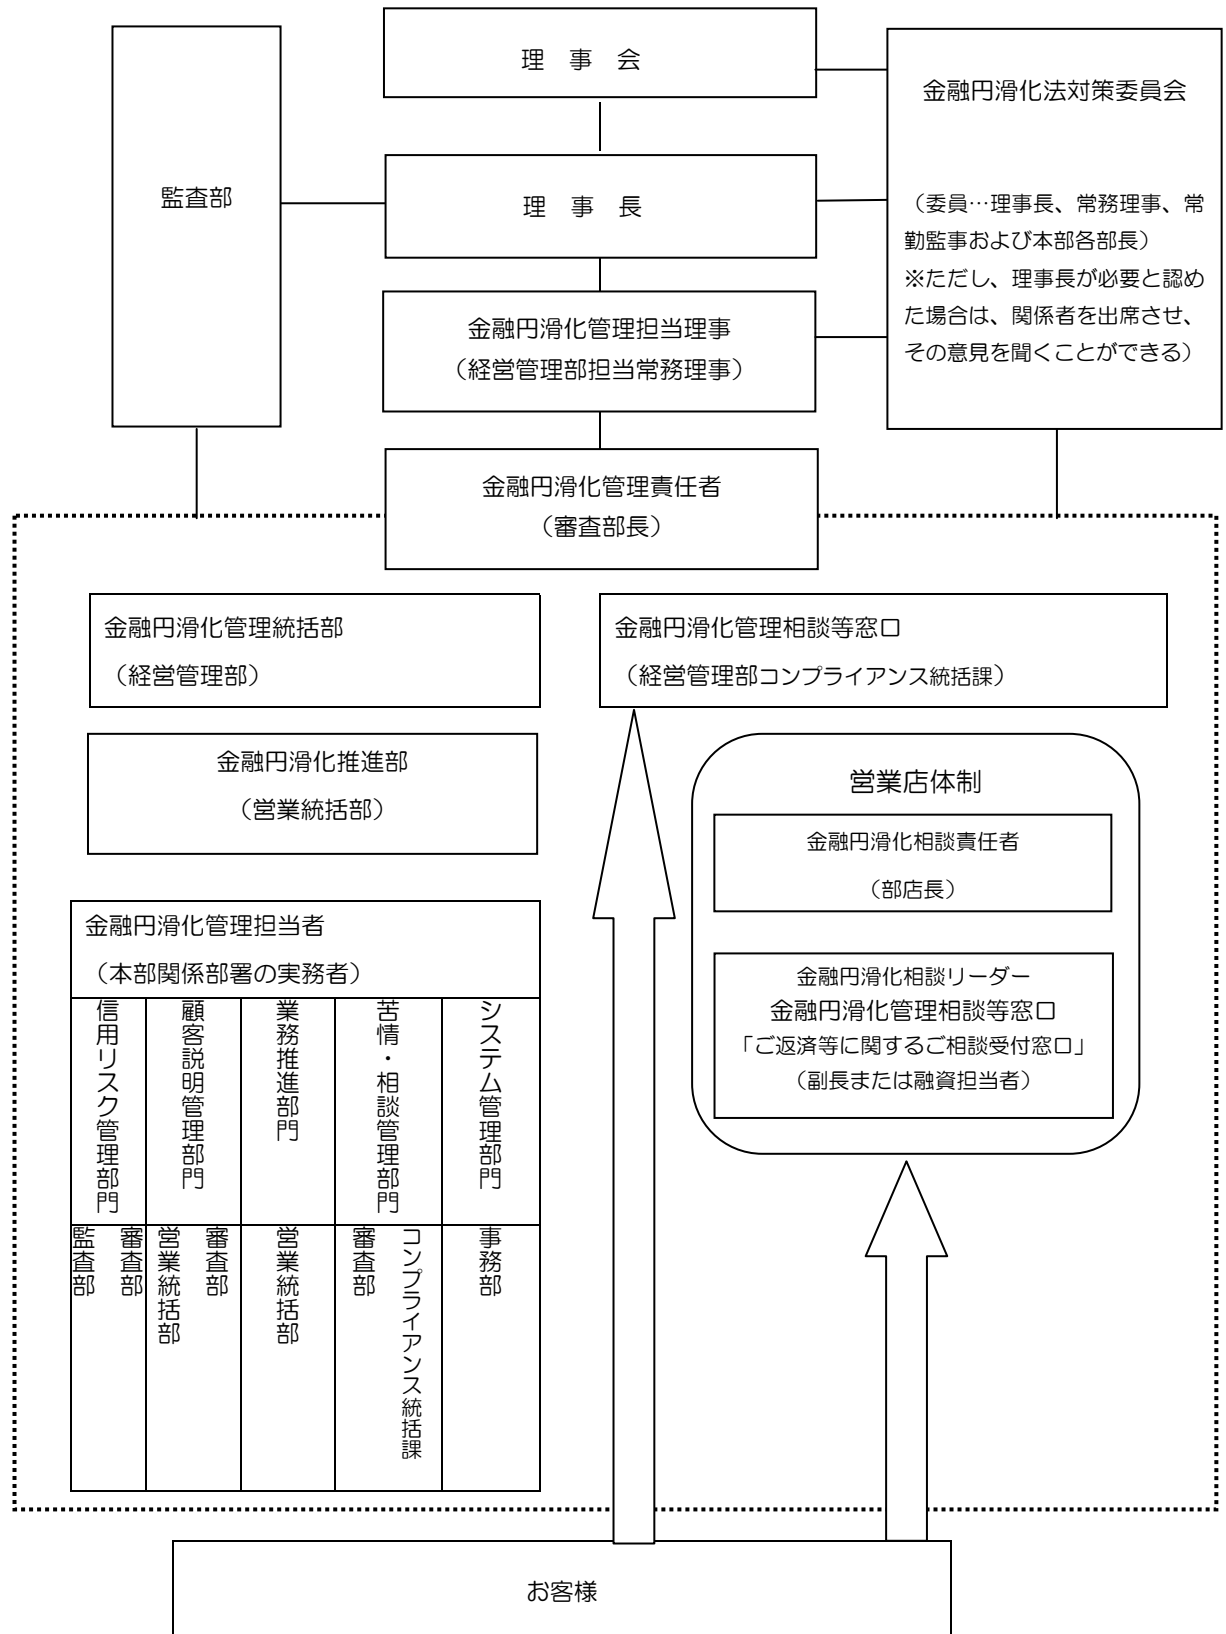 理　事　会
金融円滑化法対策委員会
（委員…理事長、常務理事、常
勤監事および本部各部長）
※ただし、理事長が必要と認め
た場合は、関係者を出席させ、
その意見を聞くことができる）
監査部
理　事　長
金融円滑化管理担当理事
（経営管理部担当常務理事）
金融円滑化管理責任者
（審査部長）
金融円滑化管理統括部
（経営管理部）
金融円滑化管理相談等窓口
（経営管理部コンプライアンス統括課）
金融円滑化推進部
（営業統括部）
営業店体制
金融円滑化相談責任者
（部店長）
金融円滑化相談リーダー
金融円滑化管理相談等窓口
「ご返済等に関するご相談受付窓口」
（副長または融資担当者）
金融円滑化管理担当者
（本部関係部署の実務者）
信用リスク管理部門
顧客説明管理部門
業務推進部門
苦情・相談管理部門
システム管理部門
審査部
監査部
審査部
営業統括部
営業統括部
コンプライアンス統括課
審査部
事務部
お客様